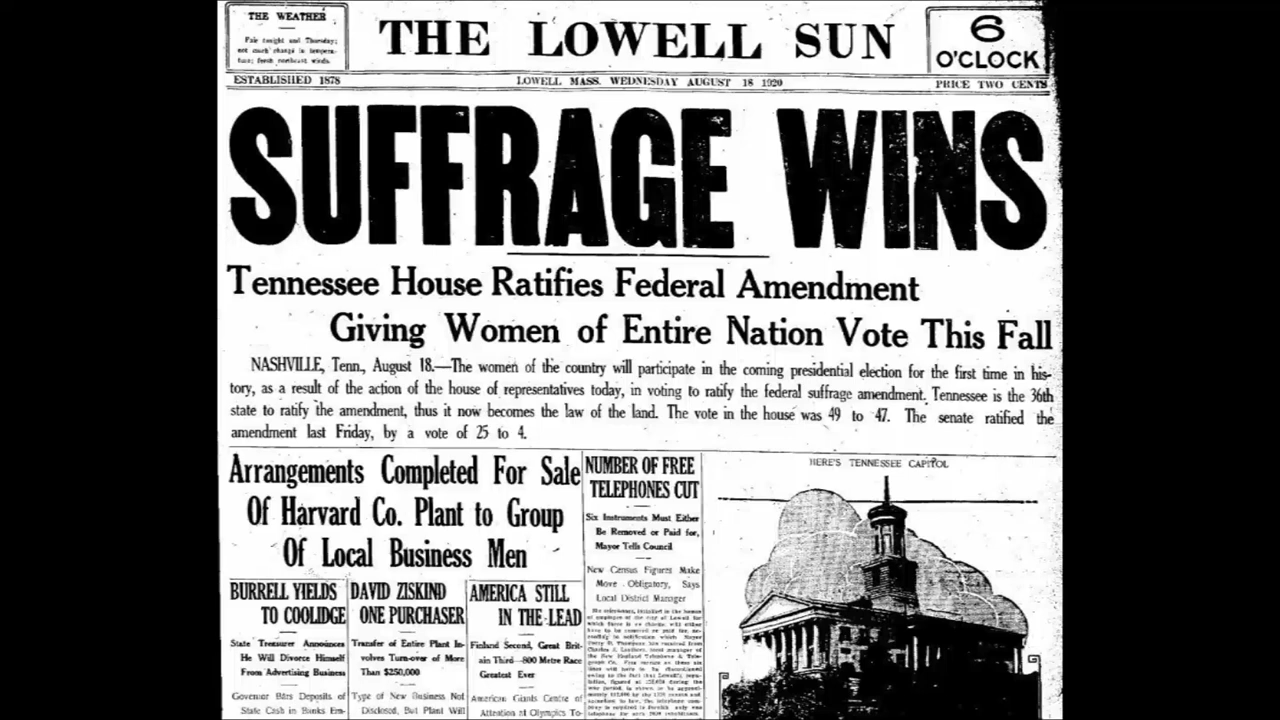 THE WEATHER
Fair tonight and Thursday;
not much change in tempera-
ture; fresh northeast winds.
THE LOWELL SUN
6
O'CLOCK
ESTABLISHED 1878
LOWELL MASS. WEDNESDAY AUGUST 18 1920
PRICE TWO CENTS
SUFFRAGE WINS
Tennessee House Ratifies Federal Amendment
Giving Women of Entire Nation Vote This Fall
NASHVILLE, Tenn., August 18.—The women of the country will participate in the coming presidential election for the first time in his-
tory, as a result of the action of the house of representatives today, in voting to ratify the federal suffrage amendment. Tennessee is the 36th
state to ratify the amendment, thus it now becomes the law of the land. The vote in the house was 49 to 47. The senate ratified the
amendment last Friday, by a vote of 25 to 4.
Arrangements Completed For Sale
Of Harvard Co. Plant to Group
Of Local Business Men
BURRELL YIELDS
TO COOLIDGE
State Treasurer Announces
He Will Divorce Himself
From Advertising Business
Governor Bars Deposits of
State Cash in Banks Em-
DAVID ZISKIND
ONE PURCHASER
Transfer of Entire Plant In-
volves Turn-over of More
Than $250,000
Type of New Business Not
Disclosed, But Plant Will
AMERICA STILL
IN THE LEAD
Finland Second, Great Brit-
ain Third—800 Metre Race
Greatest Ever
American Giants Centre of
Attention at Olympics To-
NUMBER OF FREE
TELEPHONES CUT
Six Instruments Must Either
Be Removed or Paid for,
Mayor Tells Council
New Census Figures Make
Move Obligatory, Says
Local District Manager
HERE'S TENNESSEE CAPITOL